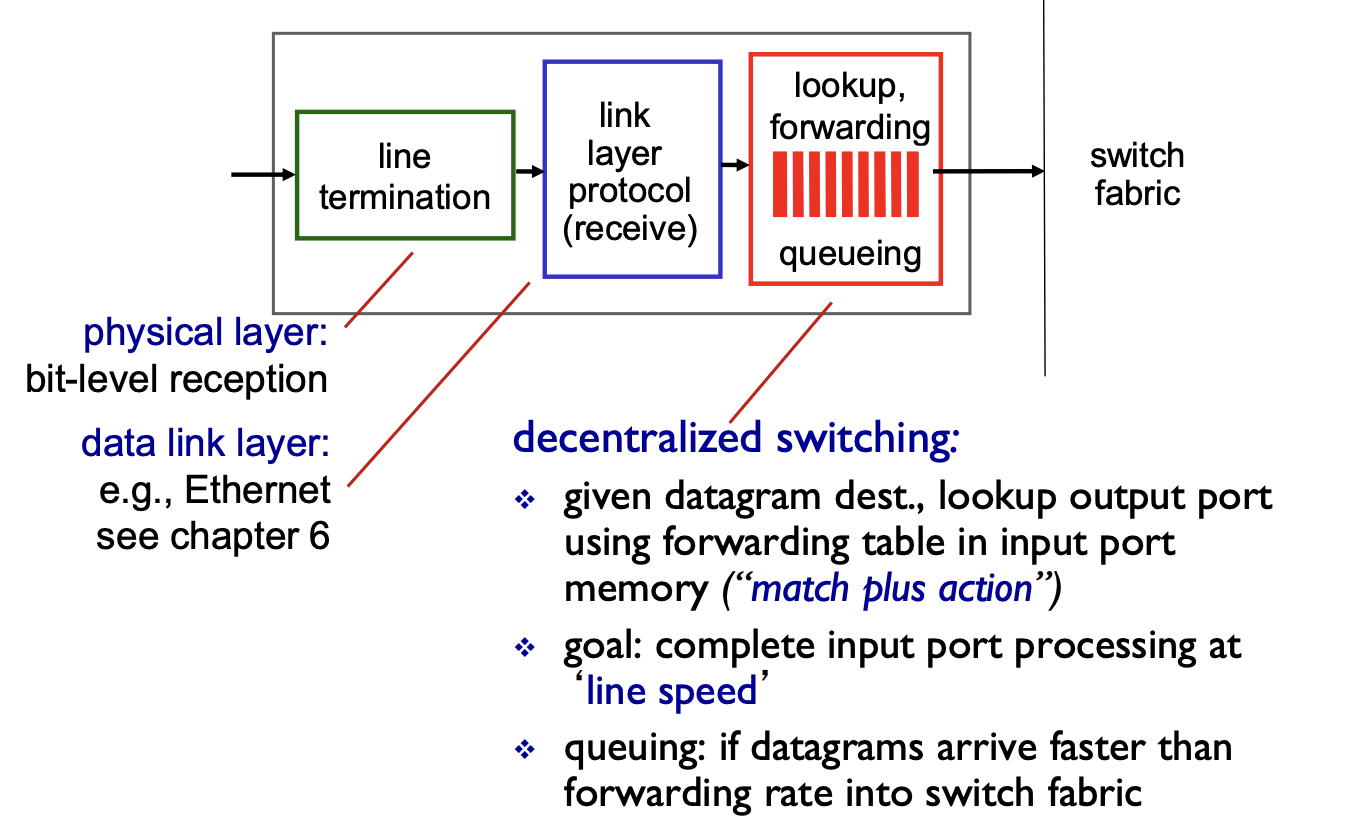 line
termination
link
layer
protocol
(receive)
lookup,
forwarding
queueing
switch
fabric
physical layer:
bit-level reception
data link layer:
e.g., Ethernet
see chapter 6
decentralized switching:
given datagram dest., lookup output port
using forwarding table in input port
memory (“match plus action”)
goal: complete input port processing at
‘line speed’
queuing: if datagrams arrive faster than
forwarding rate into switch fabric